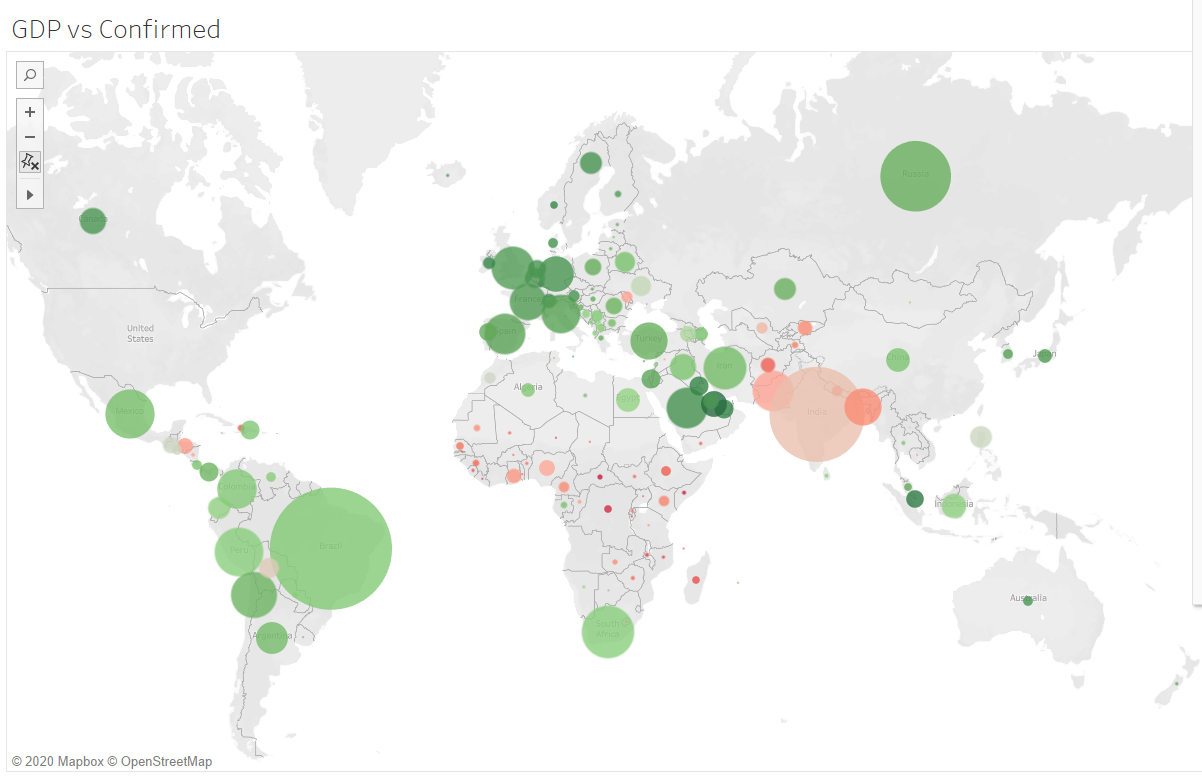 GDP vs Confirmed
Russia
Canada
France
United
States
Spain
Turkey
Iran
China
Japan
Algeria
Egypt
Mexico
India
Colombia
Indonesia
Peru
Brazil
Australia
South
Africa
Argentina
© 2020 Mapbox © OpenStreetMap